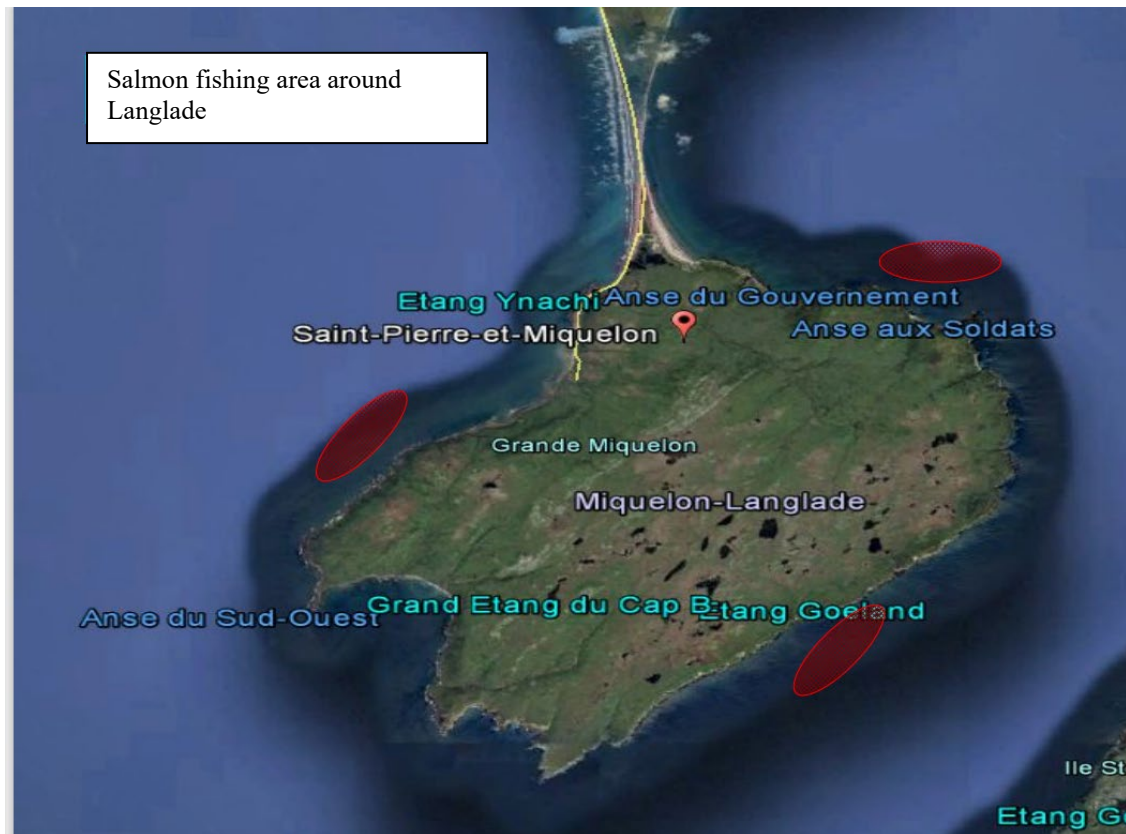 Salmon fishing area around
Langlade
Etang Ynachi
Anse du Gouvernement
Saint-Pierre-et-Miquelon
Anse aux Soldats
Grande Miquelon
Miquelon-Langlade
Anse du Sud-Ouest
Grand Etang du Cap B
Etang Goeland
Ile St
Etang G